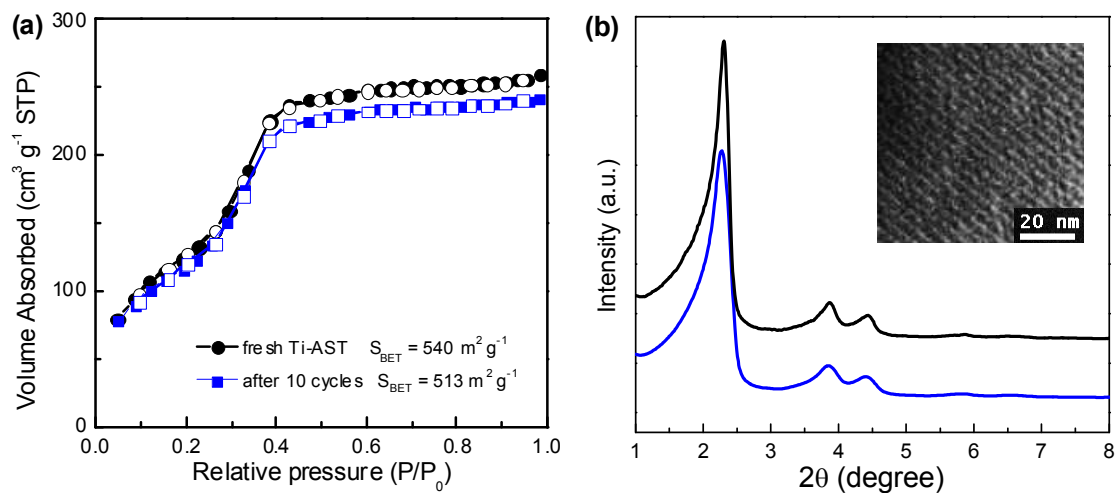 (a)
300
200
100
0
0.0 0.2 0.4 0.6 0.8 1.0
Volume Absorbed (cm³ g⁻¹ STP)
Relative pressure (P/P₀)
fresh Ti-AST S_BET = 540 m² g⁻¹
after 10 cycles S_BET = 513 m² g⁻¹
(b)
Intensity (a.u.)
20 nm
1 2 3 4 5 6 7 8
2θ (degree)